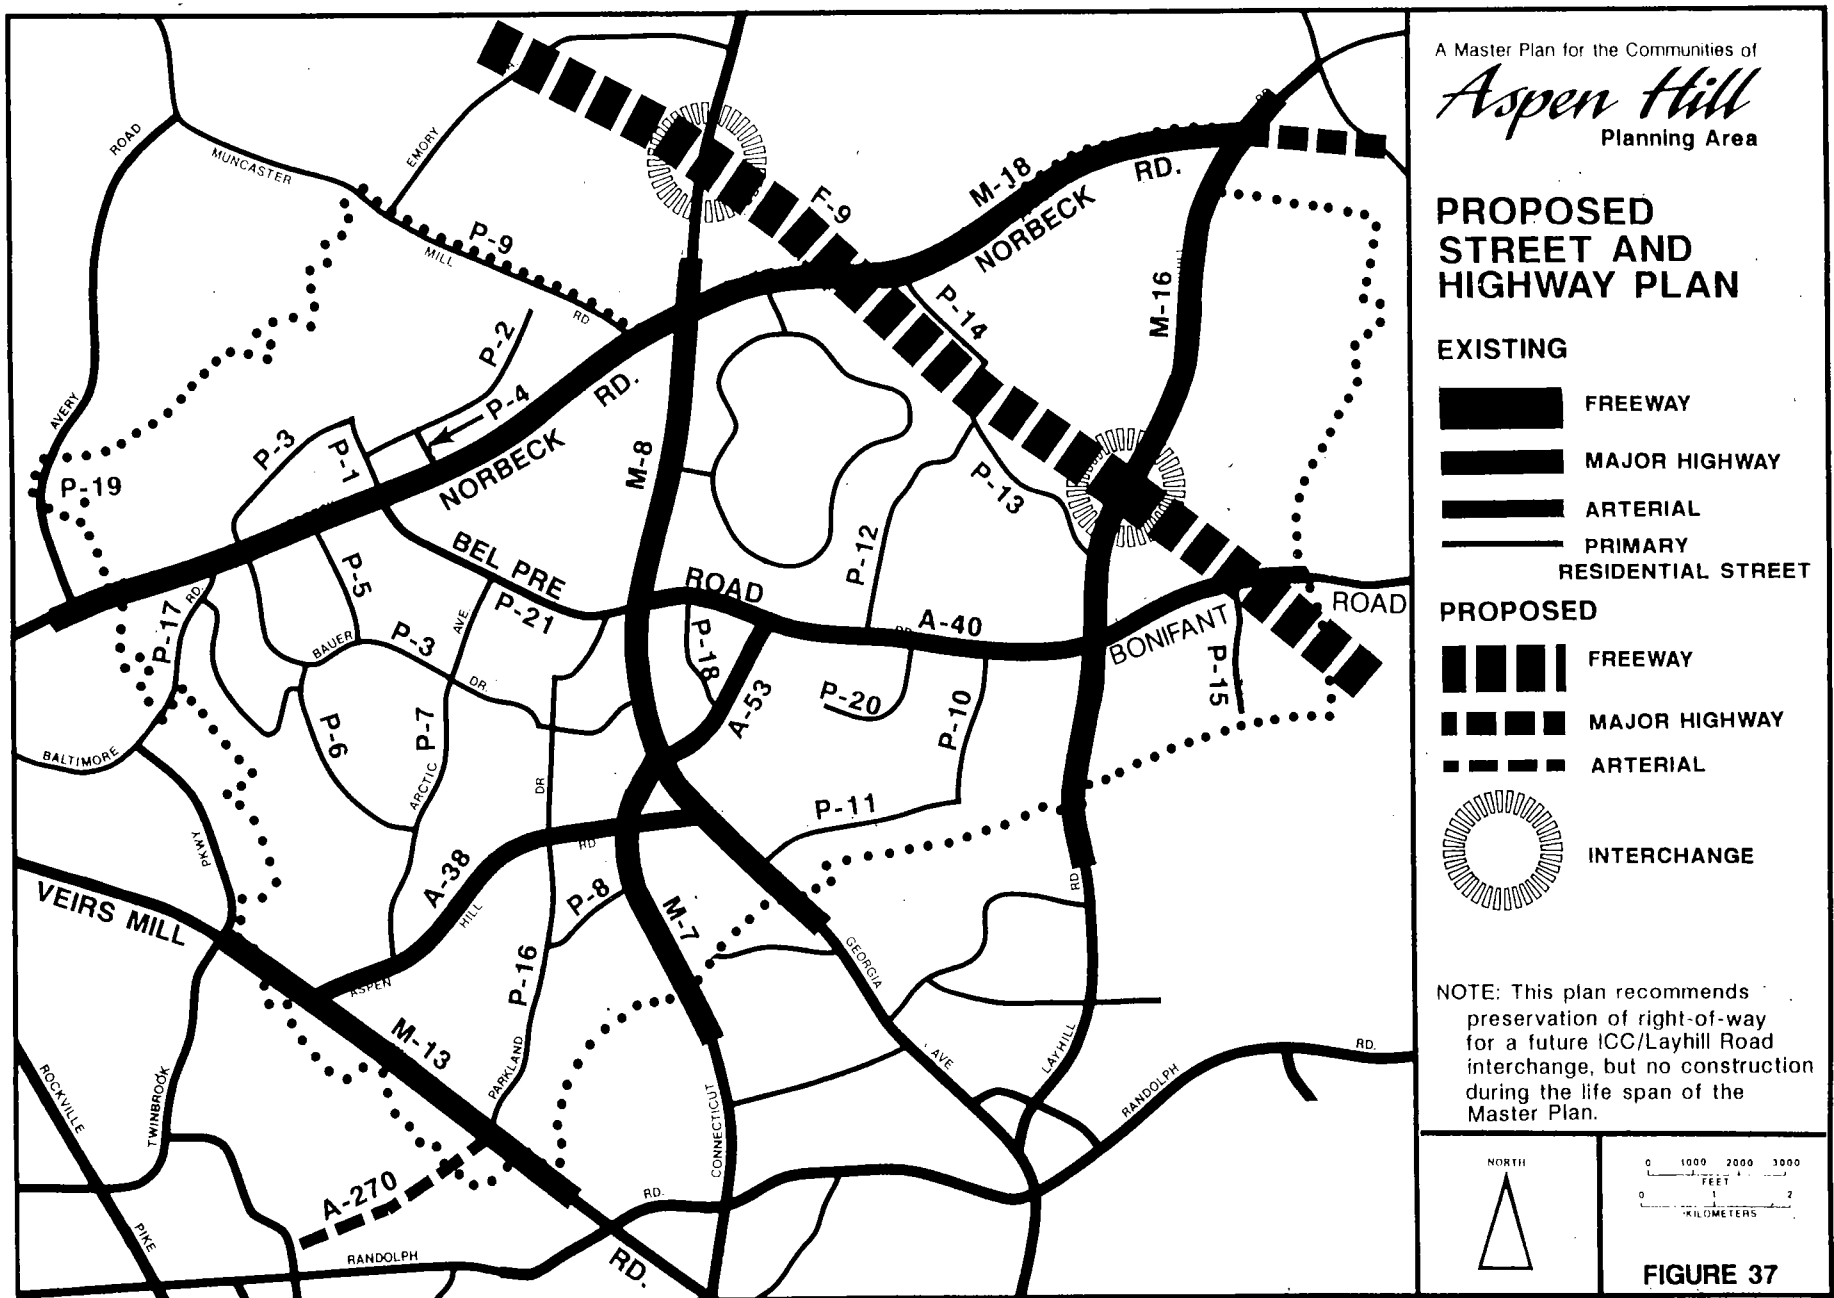 A Master Plan for the Communities of
Aspen Hill
Planning Area
PROPOSED
STREET AND
HIGHWAY PLAN
EXISTING
FREEWAY
MAJOR HIGHWAY
ARTERIAL
PRIMARY
RESIDENTIAL STREET
PROPOSED
FREEWAY
MAJOR HIGHWAY
ARTERIAL
INTERCHANGE
NOTE: This plan recommends
preservation of right-of-way
for a future ICC/Layhill Road
interchange, but no construction
during the life span of the
Master Plan.
NORTH
0 1000 2000 3000
FEET
0 1 2
KILOMETERS
FIGURE 37
ROAD
MUNCASTER
EMORY
P-9
MILL
RD
F-9
M-18
NORBECK
RD.
P-14
M-16
P-2
P-4
RD.
NORBECK
M-8
AVERY
P-3
P-1
P-19
P-13
P-12
BEL PRE
ROAD
P-5
P-21
AVE.
P-17
RD.
BAUER
P-3
DR.
P-18
A-40
BONIFANT
ROAD
P-15
A-53
P-20
P-10
P-6
P-7
ARCTIC
DR
BALTIMORE
P-11
PKWY
RD
A-38
HILL
P-8
M-7
RD
VEIRS MILL
ASPEN
P-16
GEORGIA
AVE
M-13
PARKLAND
LAYHILL
RANDOLPH
RD.
ROCKVILLE
TWINBROOK
CONNECTICUT
A-270
PIKE
RD.
RANDOLPH
RD.